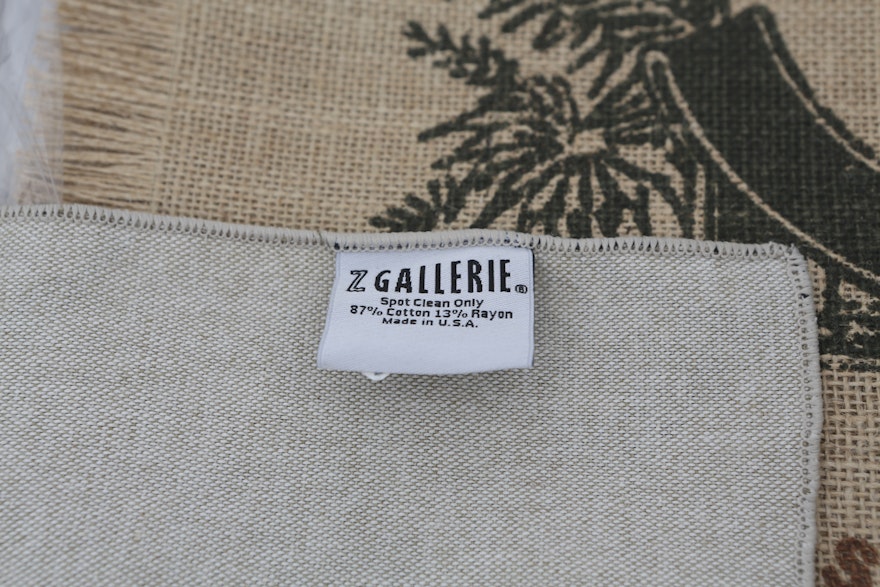 Z GALLERIE®
Spot Clean Only
87% Cotton 13% Rayon
Made in U.S.A.